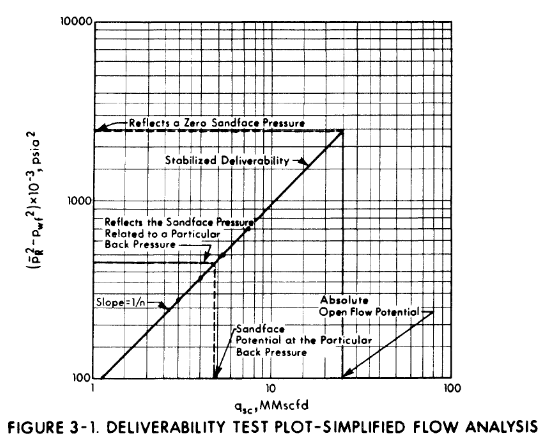 10000
Reflects a Zero Sandface Pressure
Stabilized Deliverability
(p̄R²-pwf²)×10⁻³, psia²
1000
Reflects the Sandface Pressure
Related to a Particular
Back Pressure
Slope=1/n
Absolute
Open Flow Potential
Sandface
Potential at the Particular
Back Pressure
100
1
10
100
qsc, MMscfd
FIGURE 3-1. DELIVERABILITY TEST PLOT-SIMPLIFIED FLOW ANALYSIS